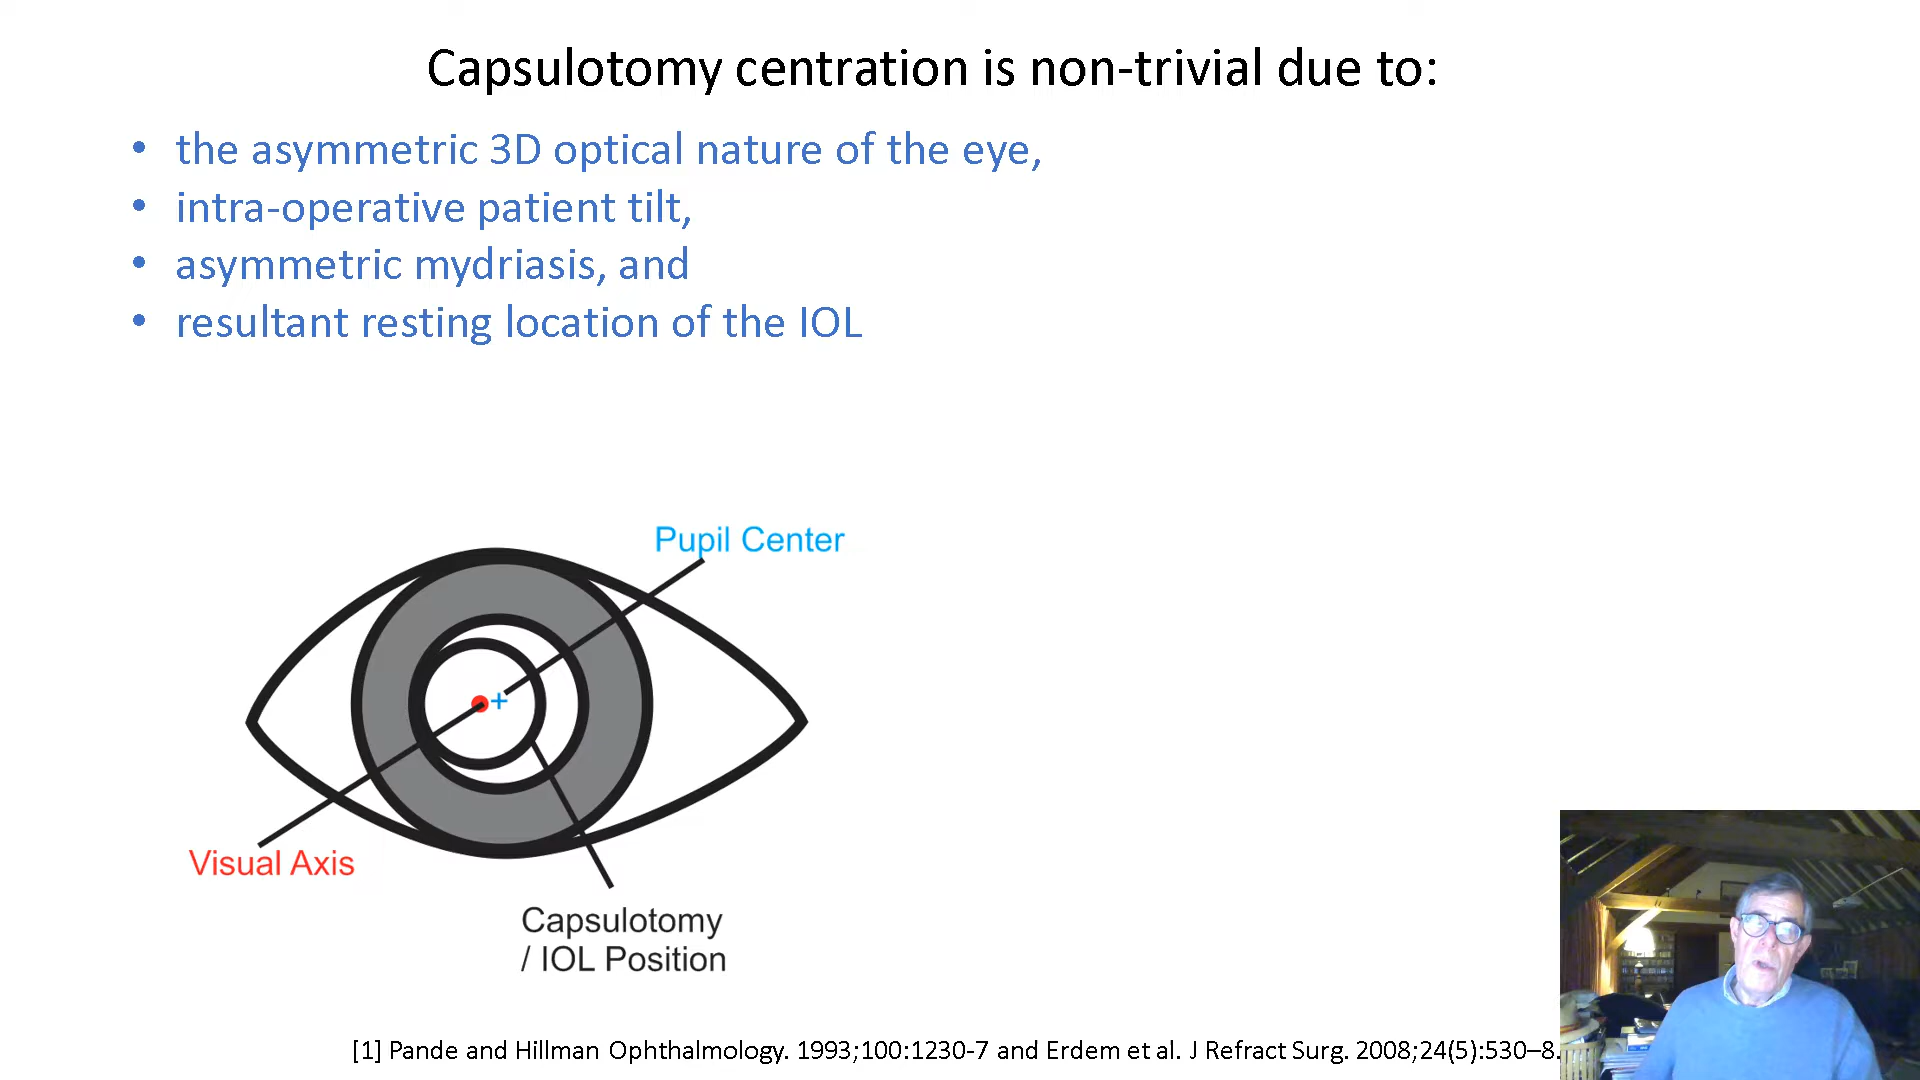 Capsulotomy centration is non-trivial due to:
• the asymmetric 3D optical nature of the eye,
• intra-operative patient tilt,
• asymmetric mydriasis, and
• resultant resting location of the IOL
Pupil Center
+
Visual Axis
Capsulotomy
/ IOL Position
[1] Pande and Hillman Ophthalmology. 1993;100:1230-7 and Erdem et al. J Refract Surg. 2008;24(5):530–8.